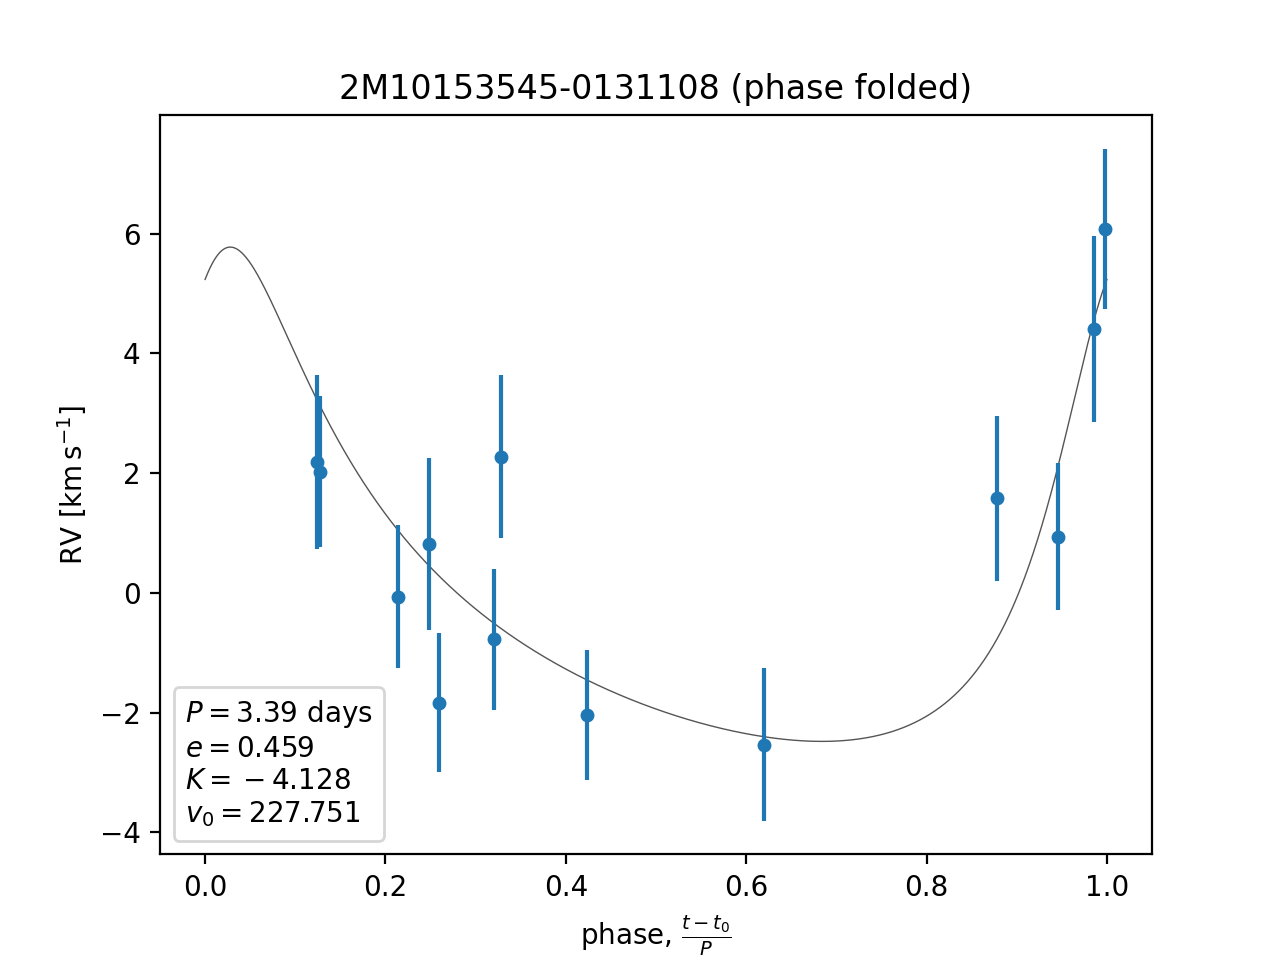 2M10153545-0131108 (phase folded)
RV [km s⁻¹]
6
4
2
0
−2
−4
P = 3.39 days
e = 0.459
K = −4.128
v₀ = 227.751
0.0 0.2 0.4 0.6 0.8 1.0
phase, (t − t₀)/P